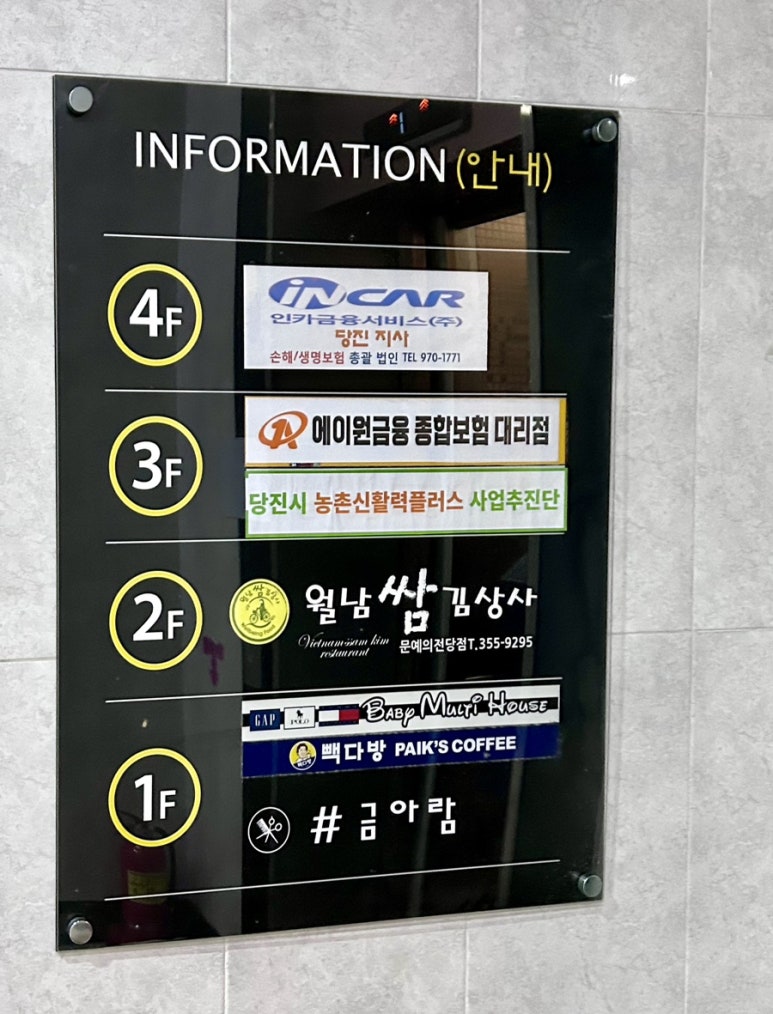 INFORMATION (안내)
4F
iNCAR
인카금융서비스(주)
당진 지사
손해/생명보험 총괄 법인 TEL 970-1771
3F
에이원금융 종합보험 대리점
당진시 농촌신활력플러스 사업추진단
2F
월남쌈김상사
Vietnamssam kim
restaurant
문예의전당점T.355-9295
1F
GAP POLO BABY MULTI HOUSE
빽다방 PAIK'S COFFEE
#금아람